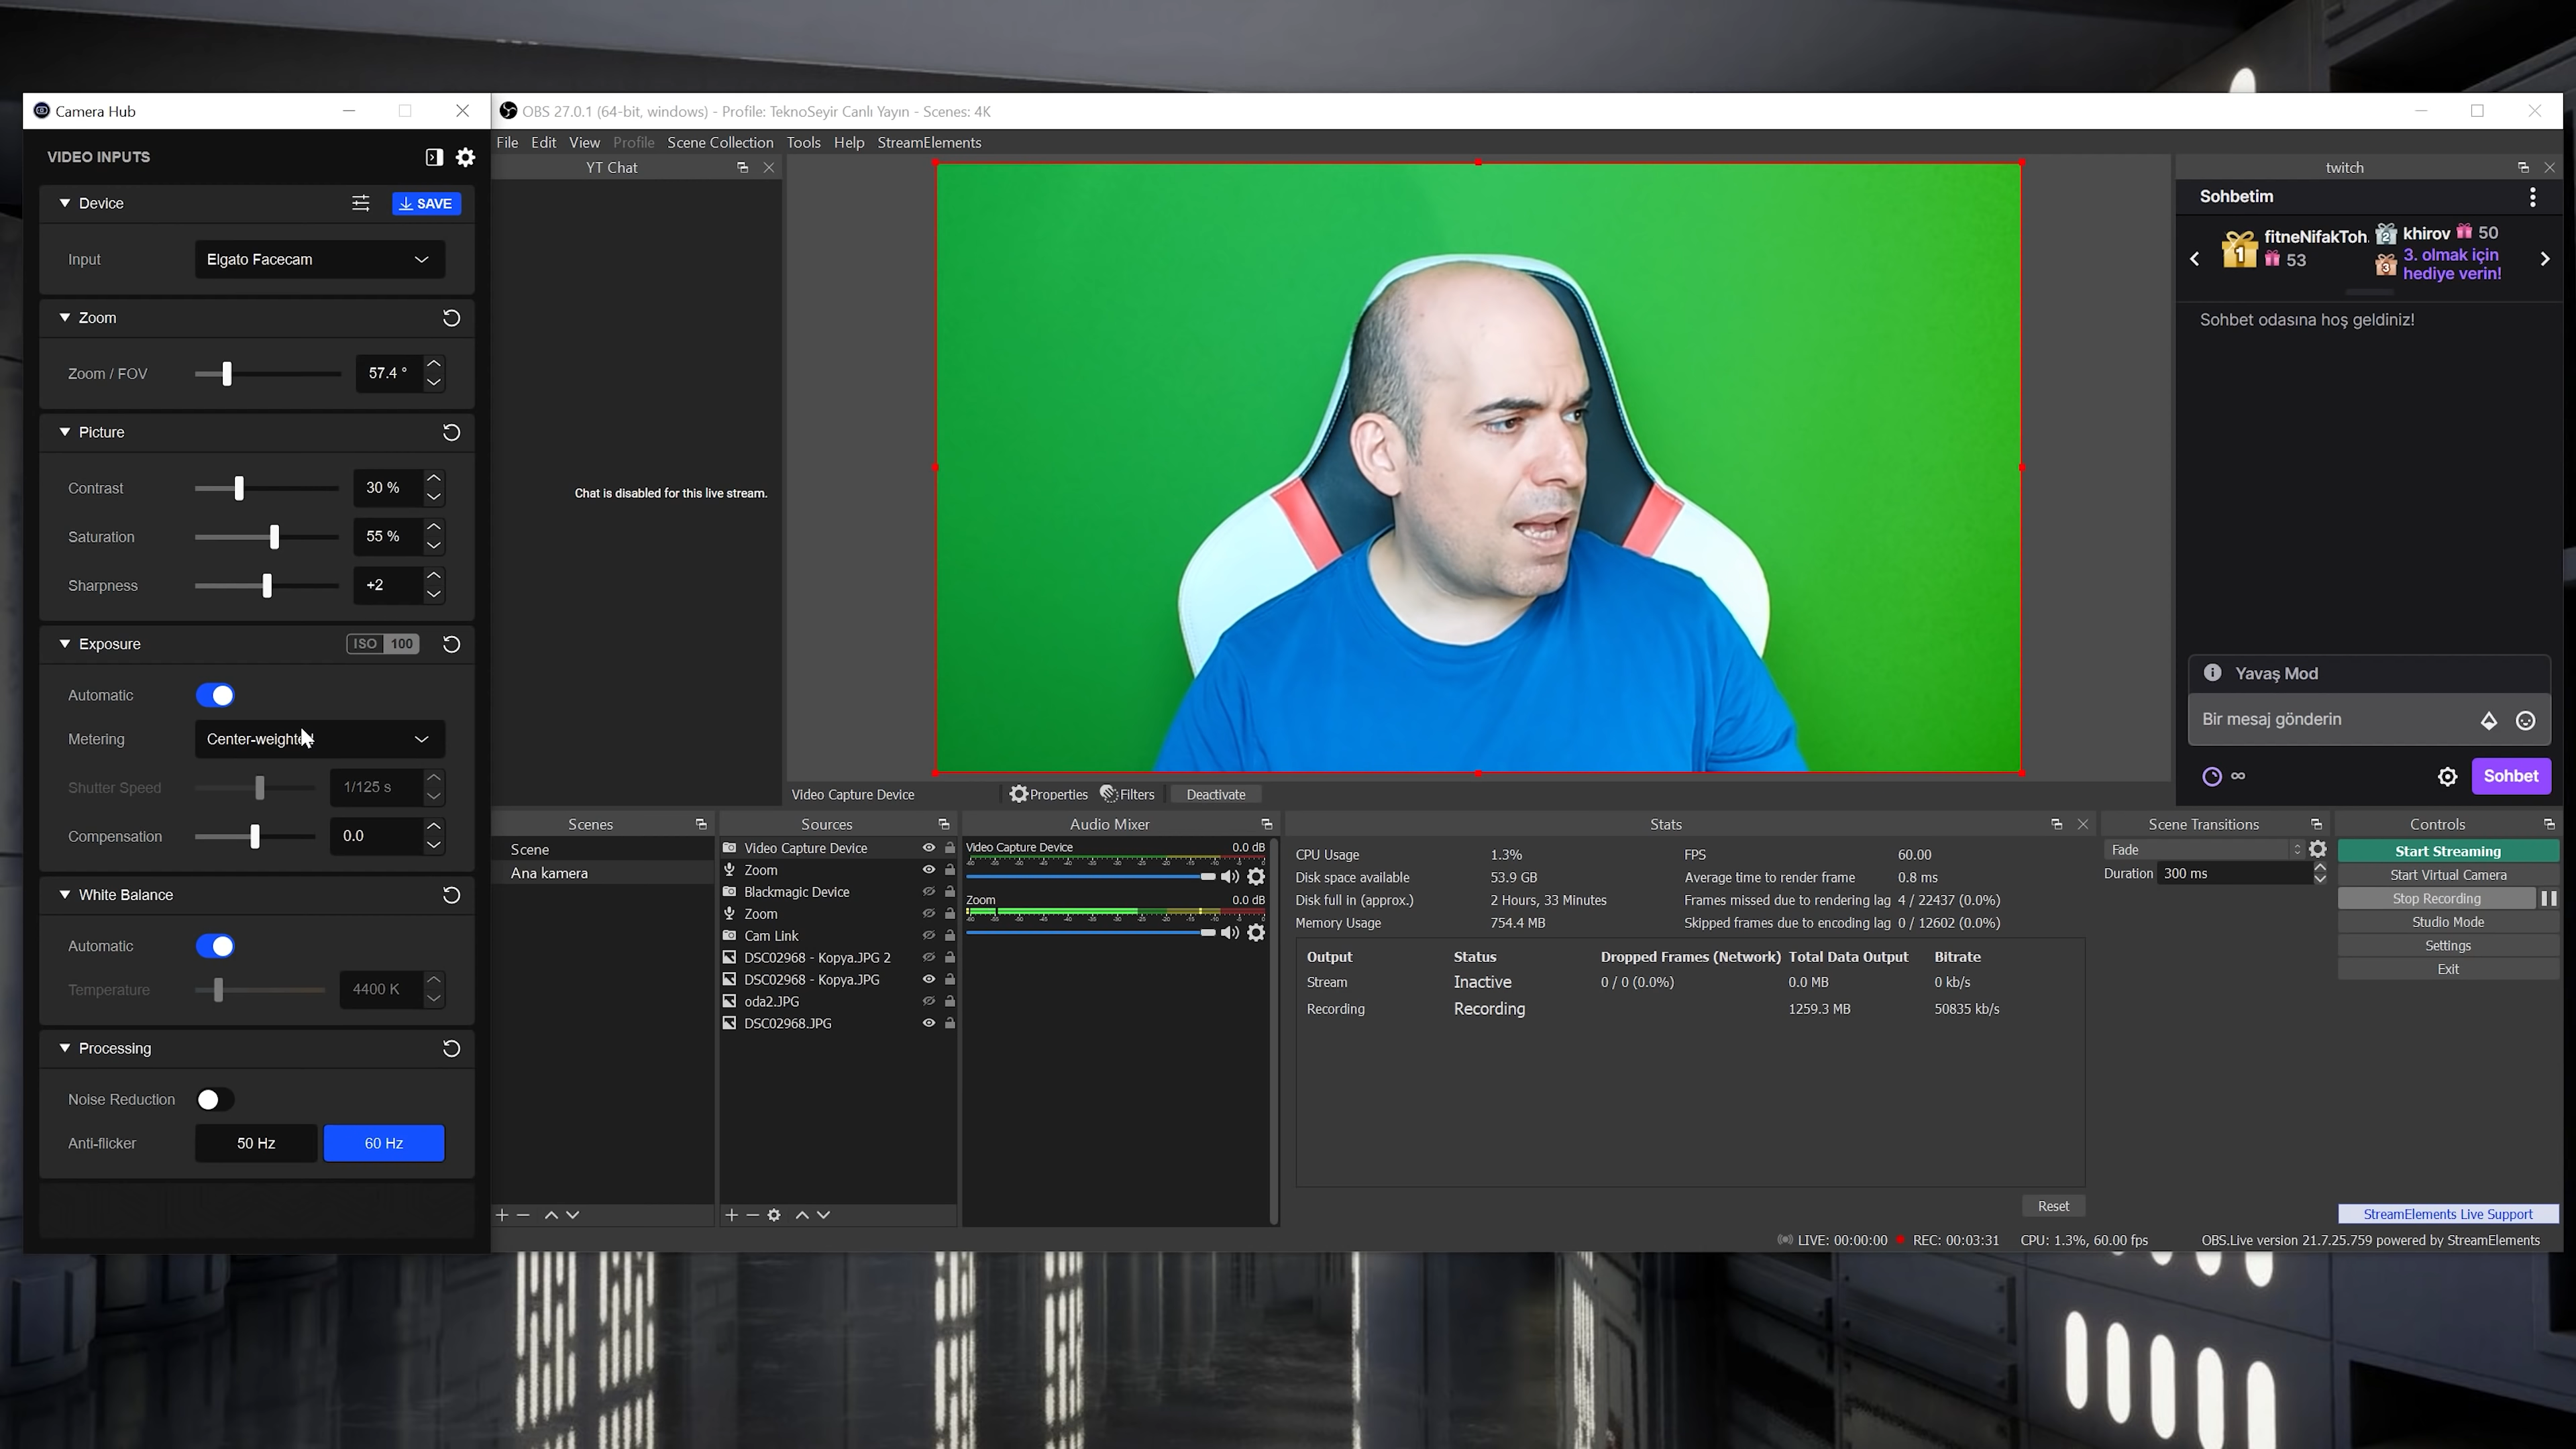 Camera Hub
VIDEO INPUTS
Device
SAVE
Input
Elgato Facecam
Zoom
Zoom / FOV
57.4 °
Picture
Contrast
30 %
Saturation
55 %
Sharpness
+2
Exposure
ISO 100
Automatic
Metering
Center-weighted
Shutter Speed
1/125 s
Compensation
0.0
White Balance
Automatic
Temperature
4400 K
Processing
Noise Reduction
Anti-flicker
50 Hz
60 Hz
OBS 27.0.1 (64-bit, windows) - Profile: TeknoSeyir Canlı Yayın - Scenes: 4K
File Edit View Profile Scene Collection Tools Help StreamElements
YT Chat
Chat is disabled for this live stream.
twitch
Sohbetim
1
fitneNifakToh.
53
2
khirov 50
3
3. olmak için
hediye verin!
Sohbet odasına hoş geldiniz!
Yavaş Mod
Bir mesaj gönderin
∞
Sohbet
Video Capture Device
Properties
Filters
Deactivate
Scenes
Scene
Ana kamera
Sources
Video Capture Device
Zoom
Blackmagic Device
Zoom
Cam Link
DSC02968 - Kopya.JPG 2
DSC02968 - Kopya.JPG
oda2.JPG
DSC02968.JPG
Audio Mixer
Video Capture Device 0.0 dB
Zoom 0.0 dB
Stats
CPU Usage 1.3% FPS 60.00
Disk space available 53.9 GB Average time to render frame 0.8 ms
Disk full in (approx.) 2 Hours, 33 Minutes Frames missed due to rendering lag 4 / 22437 (0.0%)
Memory Usage 754.4 MB Skipped frames due to encoding lag 0 / 12602 (0.0%)
Output Status Dropped Frames (Network) Total Data Output Bitrate
Stream Inactive 0 / 0 (0.0%) 0.0 MB 0 kb/s
Recording Recording 1259.3 MB 50835 kb/s
Reset
Scene Transitions
Fade
Duration 300 ms
Controls
Start Streaming
Start Virtual Camera
Stop Recording
Studio Mode
Settings
Exit
StreamElements Live Support
LIVE: 00:00:00 REC: 00:03:31 CPU: 1.3%, 60.00 fps OBS.Live version 21.7.25.759 powered by StreamElements